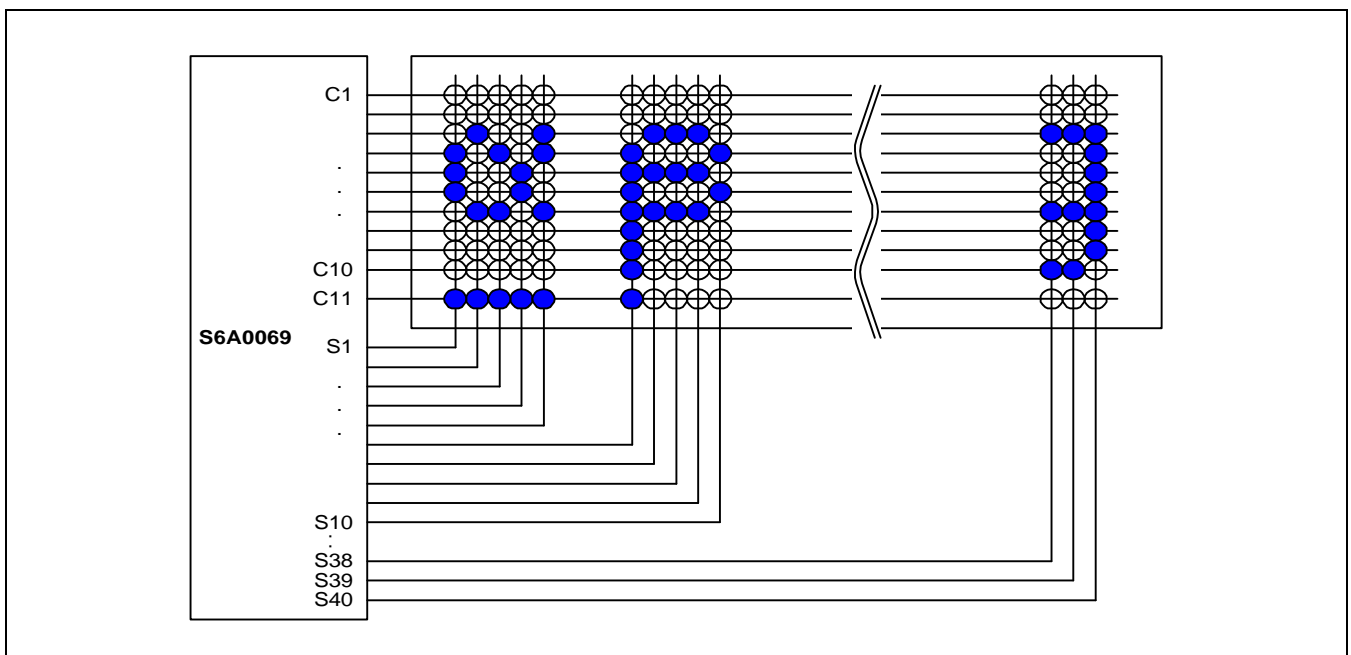 C1
.
.
.
C10
C11
S6A0069
S1
.
.
.
S10
:
S38
S39
S40